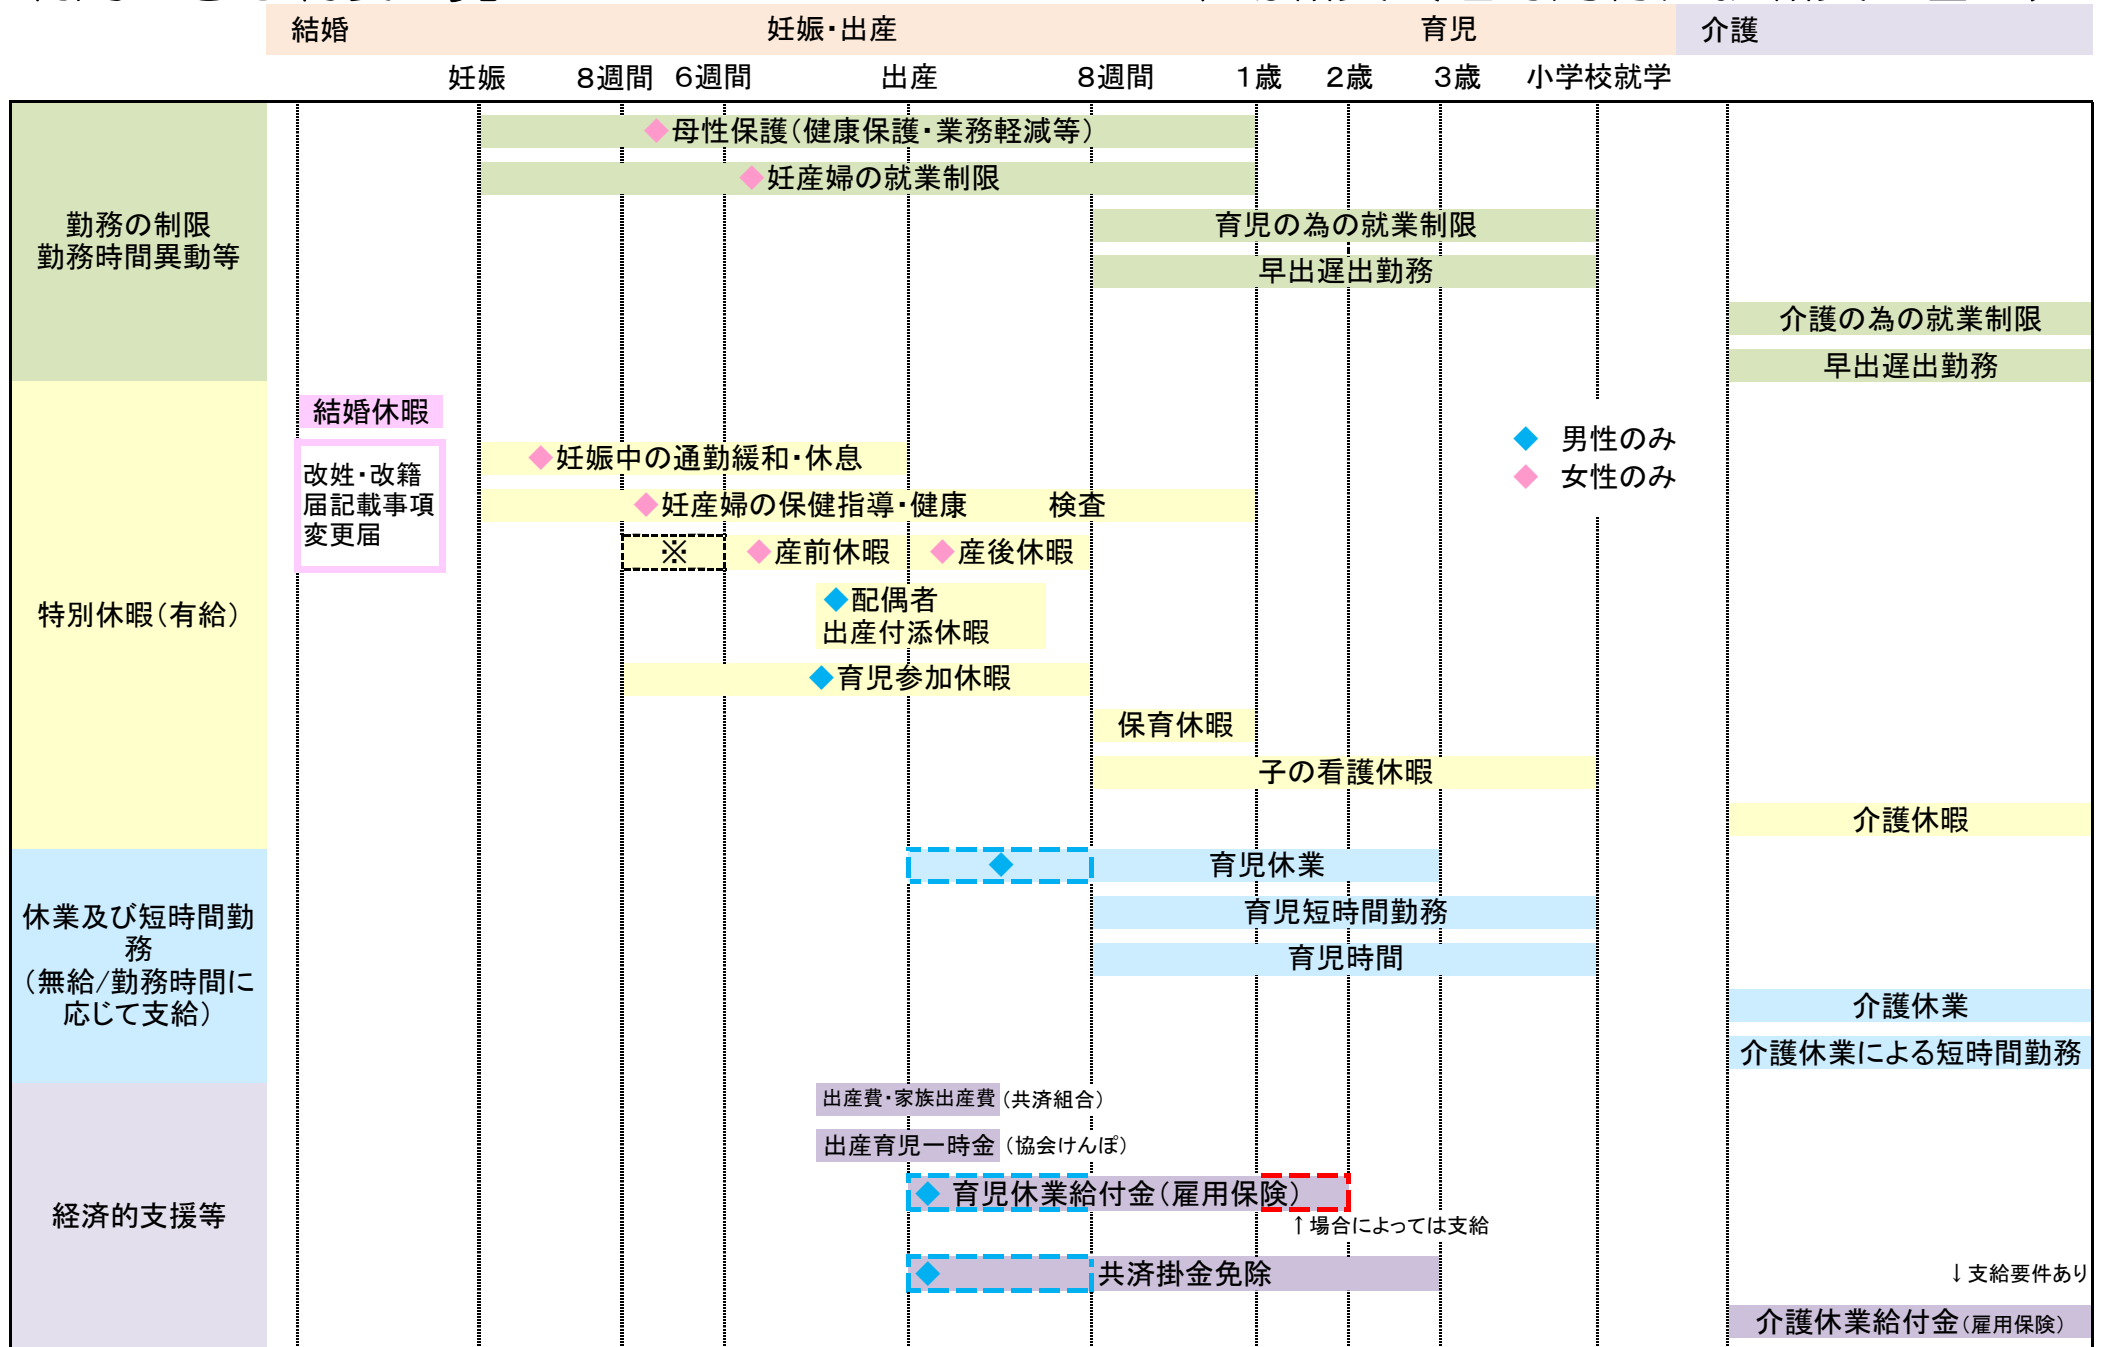 結婚
妊娠・出産
育児
介護
妊娠
8週間
6週間
出産
8週間
1歳
2歳
3歳
小学校就学
勤務の制限
勤務時間異動等
◆母性保護(健康保護・業務軽減等)
◆妊産婦の就業制限
育児の為の就業制限
早出遅出勤務
介護の為の就業制限
早出遅出勤務
特別休暇(有給)
結婚休暇
改姓・改籍
届記載事項
変更届
◆ 男性のみ
◆ 女性のみ
◆妊娠中の通勤緩和・休息
◆妊産婦の保健指導・健康 検査
※
◆産前休暇
◆産後休暇
◆配偶者
出産付添休暇
◆育児参加休暇
保育休暇
子の看護休暇
介護休暇
休業及び短時間勤
務
(無給/勤務時間に
応じて支給)
◆
育児休業
育児短時間勤務
育児時間
介護休業
介護休業による短時間勤務
経済的支援等
出産費・家族出産費(共済組合)
出産育児一時金(協会けんぽ)
◆ 育児休業給付金(雇用保険)
↑場合によっては支給
◆ 共済掛金免除
↓支給要件あり
介護休業給付金(雇用保険)